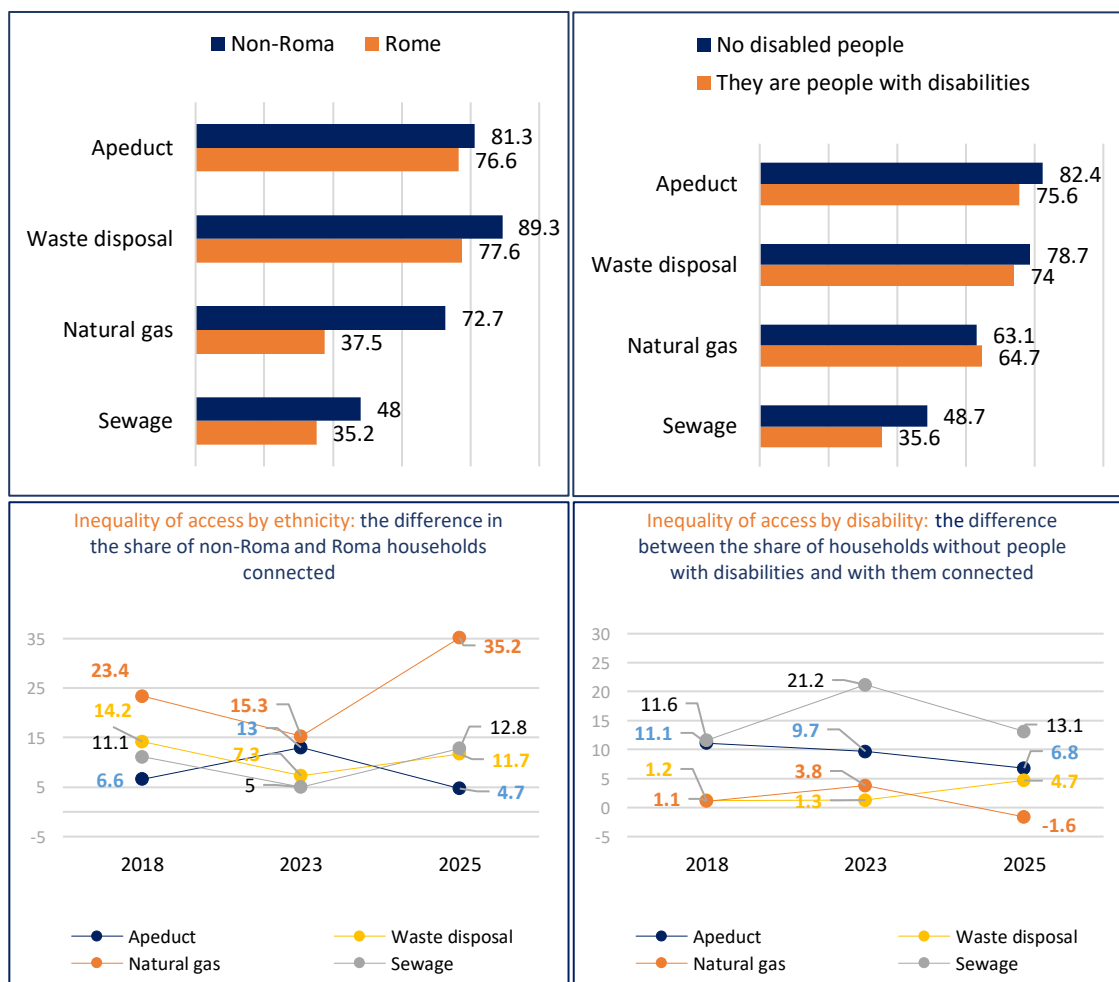 Non-Roma Rome
Apeduct 81.3
76.6
Waste disposal 89.3
77.6
Natural gas 72.7
37.5
Sewage 48
35.2
No disabled people
They are people with disabilities
Apeduct 82.4
75.6
Waste disposal 78.7
74
Natural gas 63.1
64.7
Sewage 48.7
35.6
Inequality of access by ethnicity: the difference in
the share of non-Roma and Roma households
connected
35
25
15
5
-5
23.4
14.2
11.1
6.6
15.3
13
7.3
5
35.2
12.8
11.7
4.7
2018 2023 2025
Apeduct Waste disposal
Natural gas Sewage
Inequality of access by disability: the difference
between the share of households without people
with disabilities and with them connected
30
25
20
15
10
5
0
-5
11.6
11.1
1.2
1.1
21.2
9.7
3.8
1.3
13.1
6.8
4.7
-1.6
2018 2023 2025
Apeduct Waste disposal
Natural gas Sewage